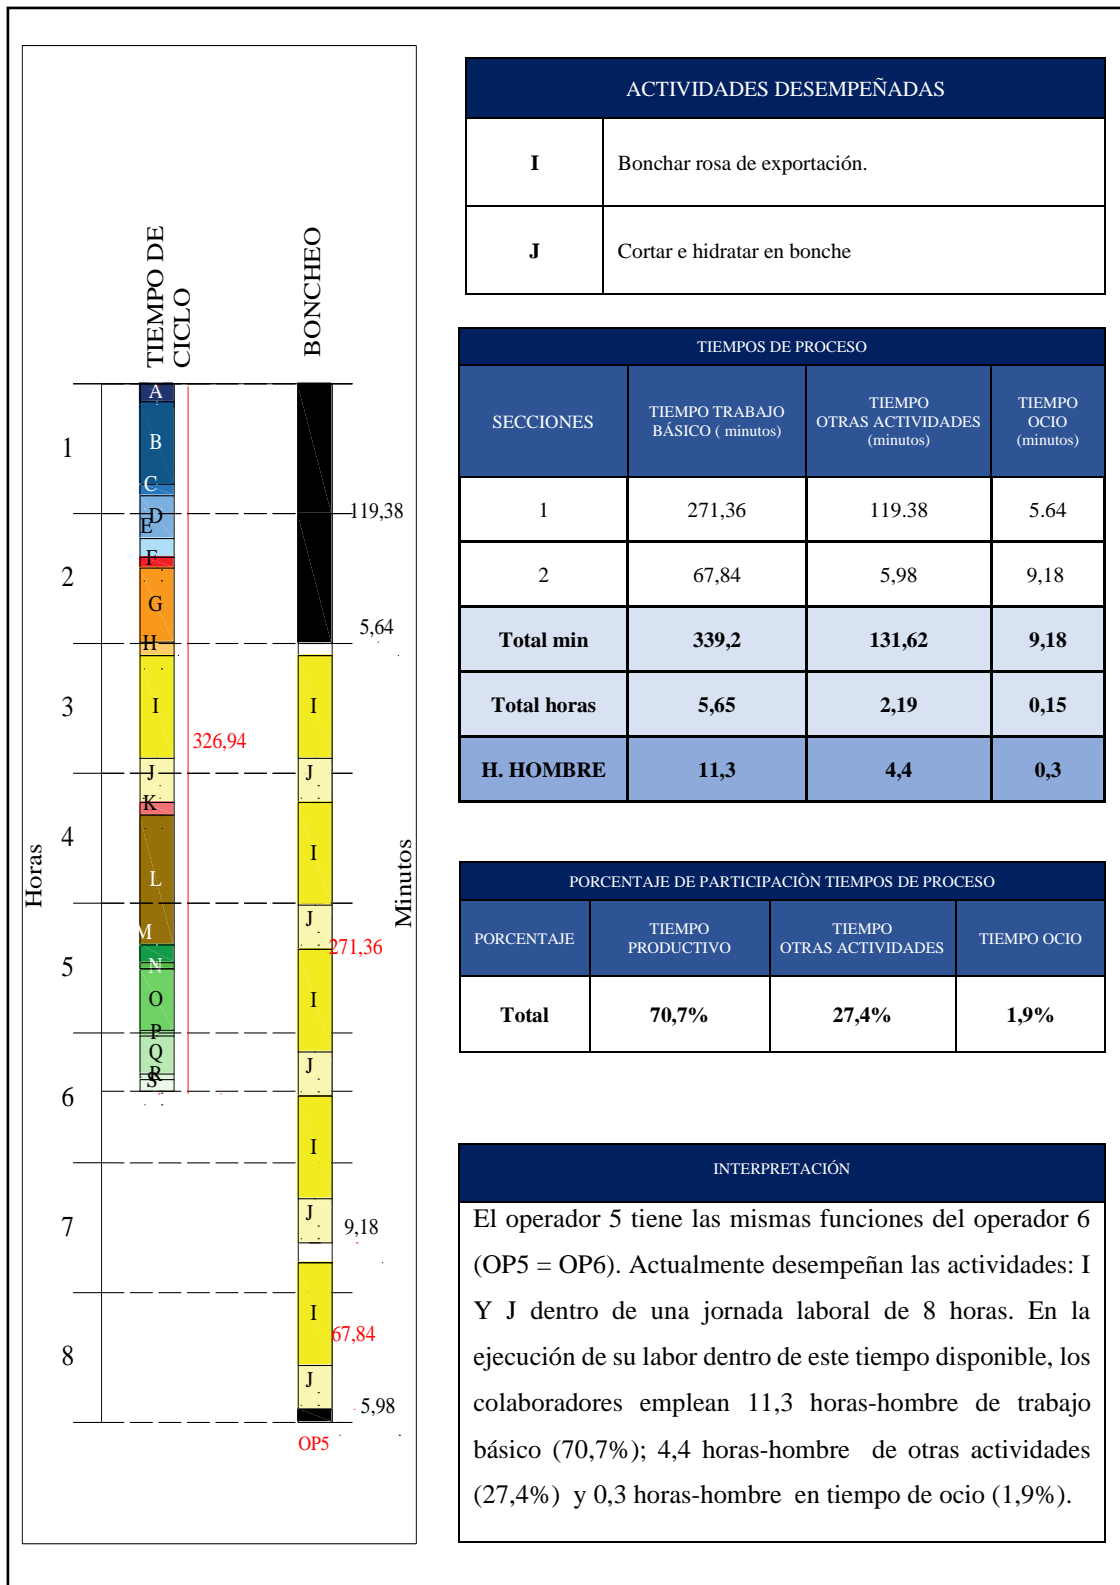 TIEMPO DE
CICLO
BONCHEO
Horas
Minutos
1
2
3
4
5
6
7
8
A
B
C
D
E
F
G
H
I
J
K
L
M
N
O
P
Q
R
S
326,94
I
J
I
J
I
J
I
J
I
J
119,38
5,64
271,36
9,18
67,84
5,98
OP5
ACTIVIDADES DESEMPEÑADAS
I Bonchar rosa de exportación.
J Cortar e hidratar en bonche
TIEMPOS DE PROCESO
SECCIONES
TIEMPO TRABAJO
BÁSICO ( minutos)
TIEMPO
OTRAS ACTIVIDADES
(minutos)
TIEMPO
OCIO
(minutos)
1 271,36 119.38 5.64
2 67,84 5,98 9,18
Total min 339,2 131,62 9,18
Total horas 5,65 2,19 0,15
H. HOMBRE 11,3 4,4 0,3
PORCENTAJE DE PARTICIPACIÒN TIEMPOS DE PROCESO
PORCENTAJE
TIEMPO
PRODUCTIVO
TIEMPO
OTRAS ACTIVIDADES
TIEMPO OCIO
Total 70,7% 27,4% 1,9%
INTERPRETACIÓN
El operador 5 tiene las mismas funciones del operador 6
(OP5 = OP6). Actualmente desempeñan las actividades: I
Y J dentro de una jornada laboral de 8 horas. En la
ejecución de su labor dentro de este tiempo disponible, los
colaboradores emplean 11,3 horas-hombre de trabajo
básico (70,7%); 4,4 horas-hombre de otras actividades
(27,4%) y 0,3 horas-hombre en tiempo de ocio (1,9%).